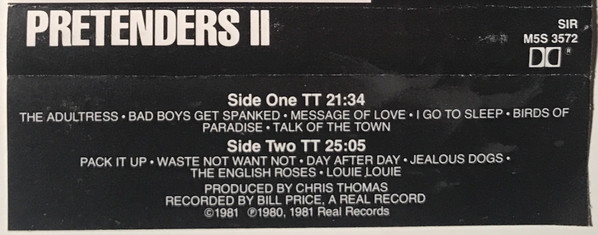 PRETENDERS II
SIR
M5S 3572
Side One TT 21:34
THE ADULTRESS • BAD BOYS GET SPANKED • MESSAGE OF LOVE • I GO TO SLEEP • BIRDS OF
PARADISE • TALK OF THE TOWN
Side Two TT 25:05
PACK IT UP • WASTE NOT WANT NOT • DAY AFTER DAY • JEALOUS DOGS •
THE ENGLISH ROSES • LOUIE LOUIE
PRODUCED BY CHRIS THOMAS
RECORDED BY BILL PRICE, A REAL RECORD
©1981 ℗1980, 1981 Real Records